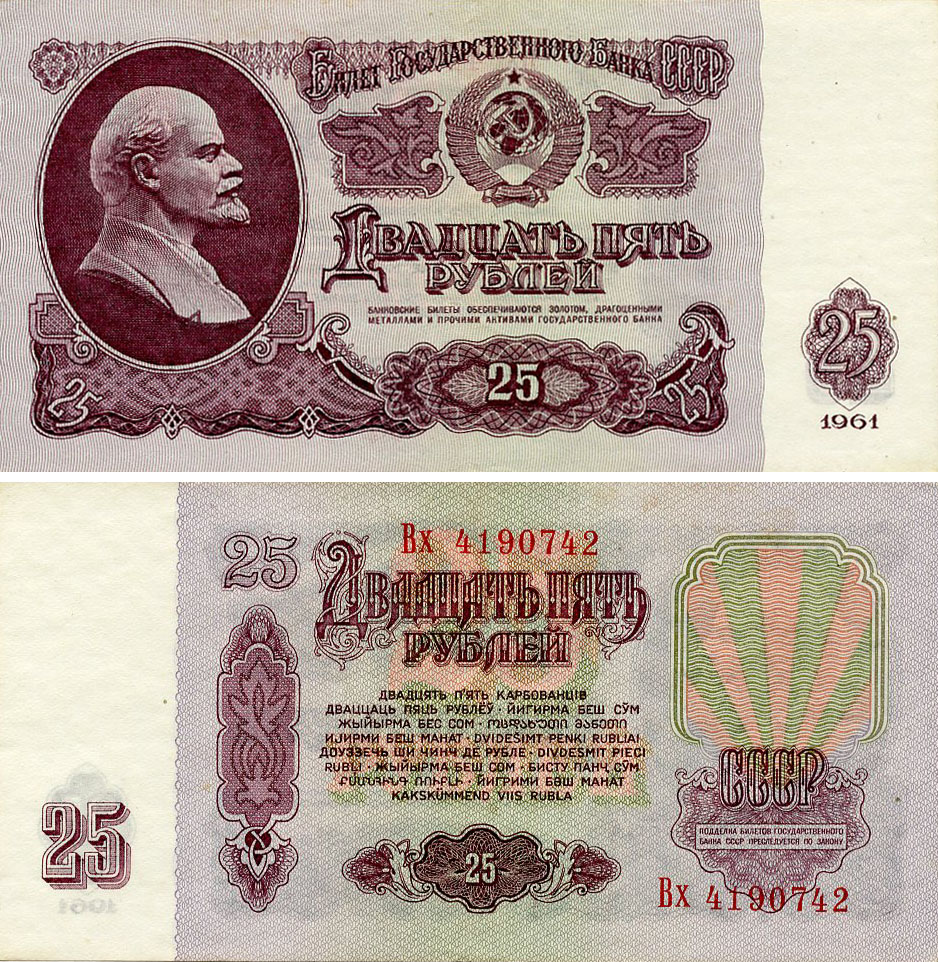 Билет Государственного Банка СССР
Двадцать пять
рублей
БАНКОВСКИЕ БИЛЕТЫ ОБЕСПЕЧИВАЮТСЯ ЗОЛОТОМ, ДРАГОЦЕННЫМИ
МЕТАЛЛАМИ И ПРОЧИМИ АКТИВАМИ ГОСУДАРСТВЕННОГО БАНКА
25
25
25
25
1961
Вх 4190742
25
Двадцать пять
рублей
ДВАДЦЯТЬ П'ЯТЬ КАРБОВАНЦІВ
ДВАЦЦАЦЬ ПЯЦЬ РУБЛЁЎ · ЙИГИРМА БЕШ СЎМ
ЖЫЙЫРМА БЕС СОМ · ოცდახუთი მანეთი
ИЈИРМИ БЕШ МАНАТ · DVIDEŠIMT PENKI RUBLIAI
ДОУЭЗЕЧЬ ШИ ЧИНЧ ДЕ РУБЛЕ · DIVDESMIT PIECI
RUBĻI · ЖЫЙЫРМА БЕШ СОМ · БИСТУ ПАНҶ СӮМ
ՔՍԱՆՀԻՆԳ ՌՈՒԲԼԻ · ЙИГРИМИ БӘШ МАНАТ
KAKSKÜMMEND VIIS RUBLA
25
25
СССР
ПОДДЕЛКА БИЛЕТОВ ГОСУДАРСТВЕННОГО
БАНКА СССР ПРЕСЛЕДУЕТСЯ ПО ЗАКОНУ
Вх 4190742